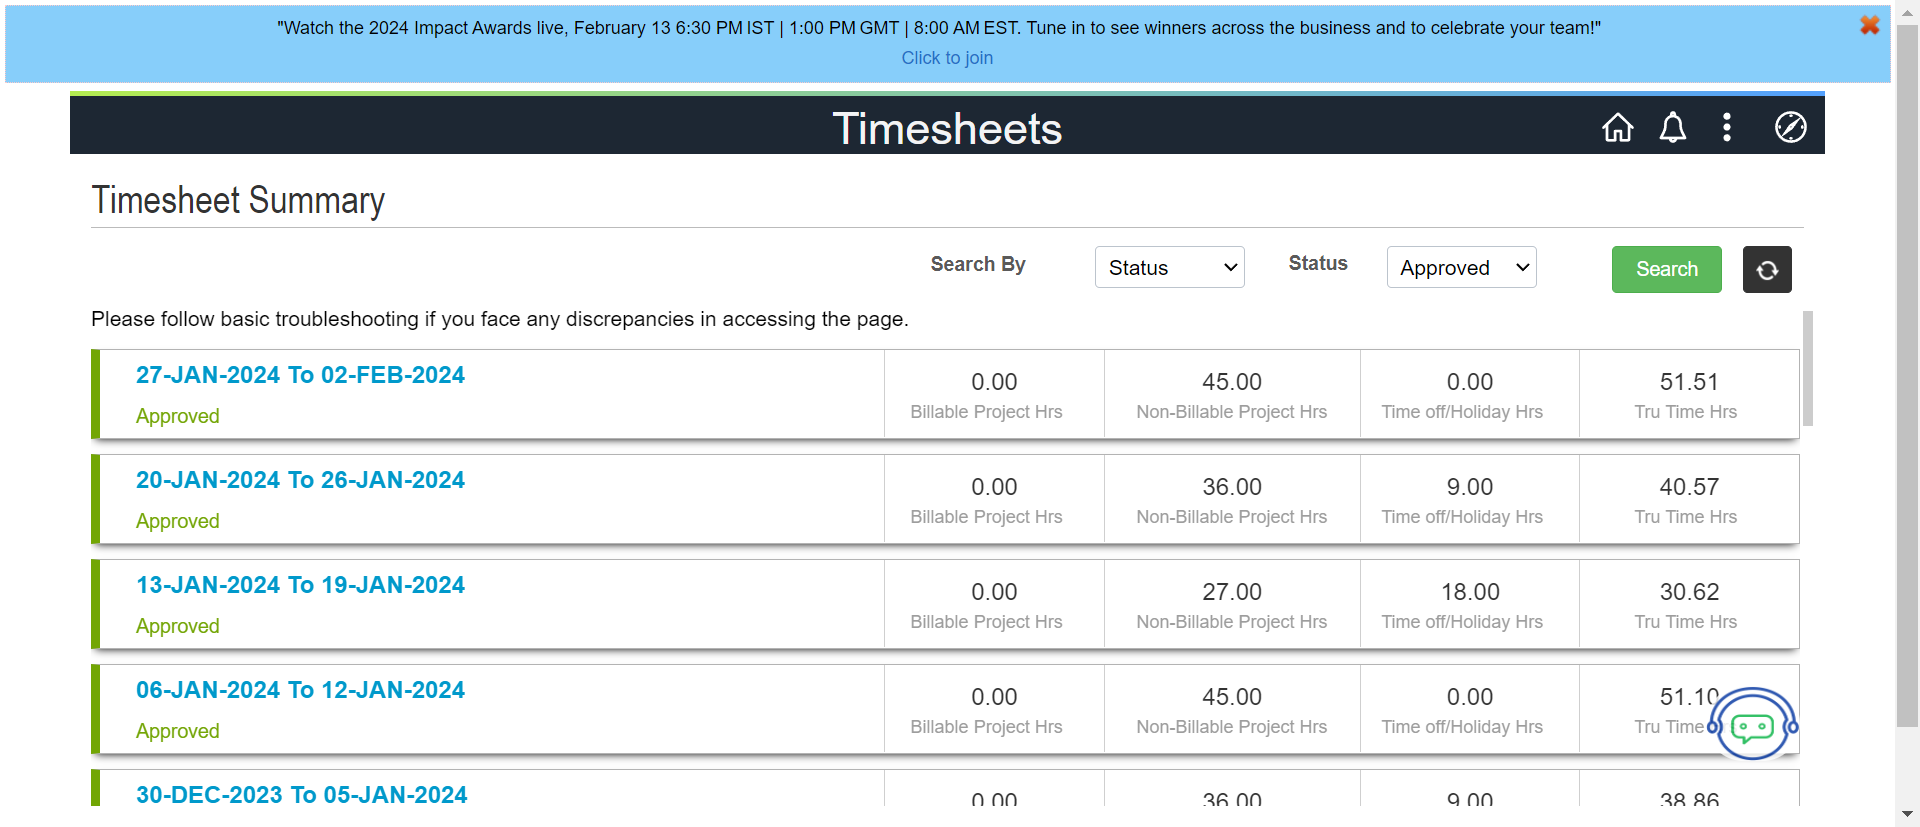 "Watch the 2024 Impact Awards live, February 13 6:30 PM IST | 1:00 PM GMT | 8:00 AM EST. Tune in to see winners across the business and to celebrate your team!"
Click to join
Timesheets
Timesheet Summary
Search By Status Status Approved Search
Please follow basic troubleshooting if you face any discrepancies in accessing the page.
27-JAN-2024 To 02-FEB-2024
Approved
0.00 45.00 0.00 51.51
Billable Project Hrs Non-Billable Project Hrs Time off/Holiday Hrs Tru Time Hrs
20-JAN-2024 To 26-JAN-2024
Approved
0.00 36.00 9.00 40.57
Billable Project Hrs Non-Billable Project Hrs Time off/Holiday Hrs Tru Time Hrs
13-JAN-2024 To 19-JAN-2024
Approved
0.00 27.00 18.00 30.62
Billable Project Hrs Non-Billable Project Hrs Time off/Holiday Hrs Tru Time Hrs
06-JAN-2024 To 12-JAN-2024
Approved
0.00 45.00 0.00 51.10
Billable Project Hrs Non-Billable Project Hrs Time off/Holiday Hrs Tru Time
30-DEC-2023 To 05-JAN-2024
0.00 36.00 9.00 38.86